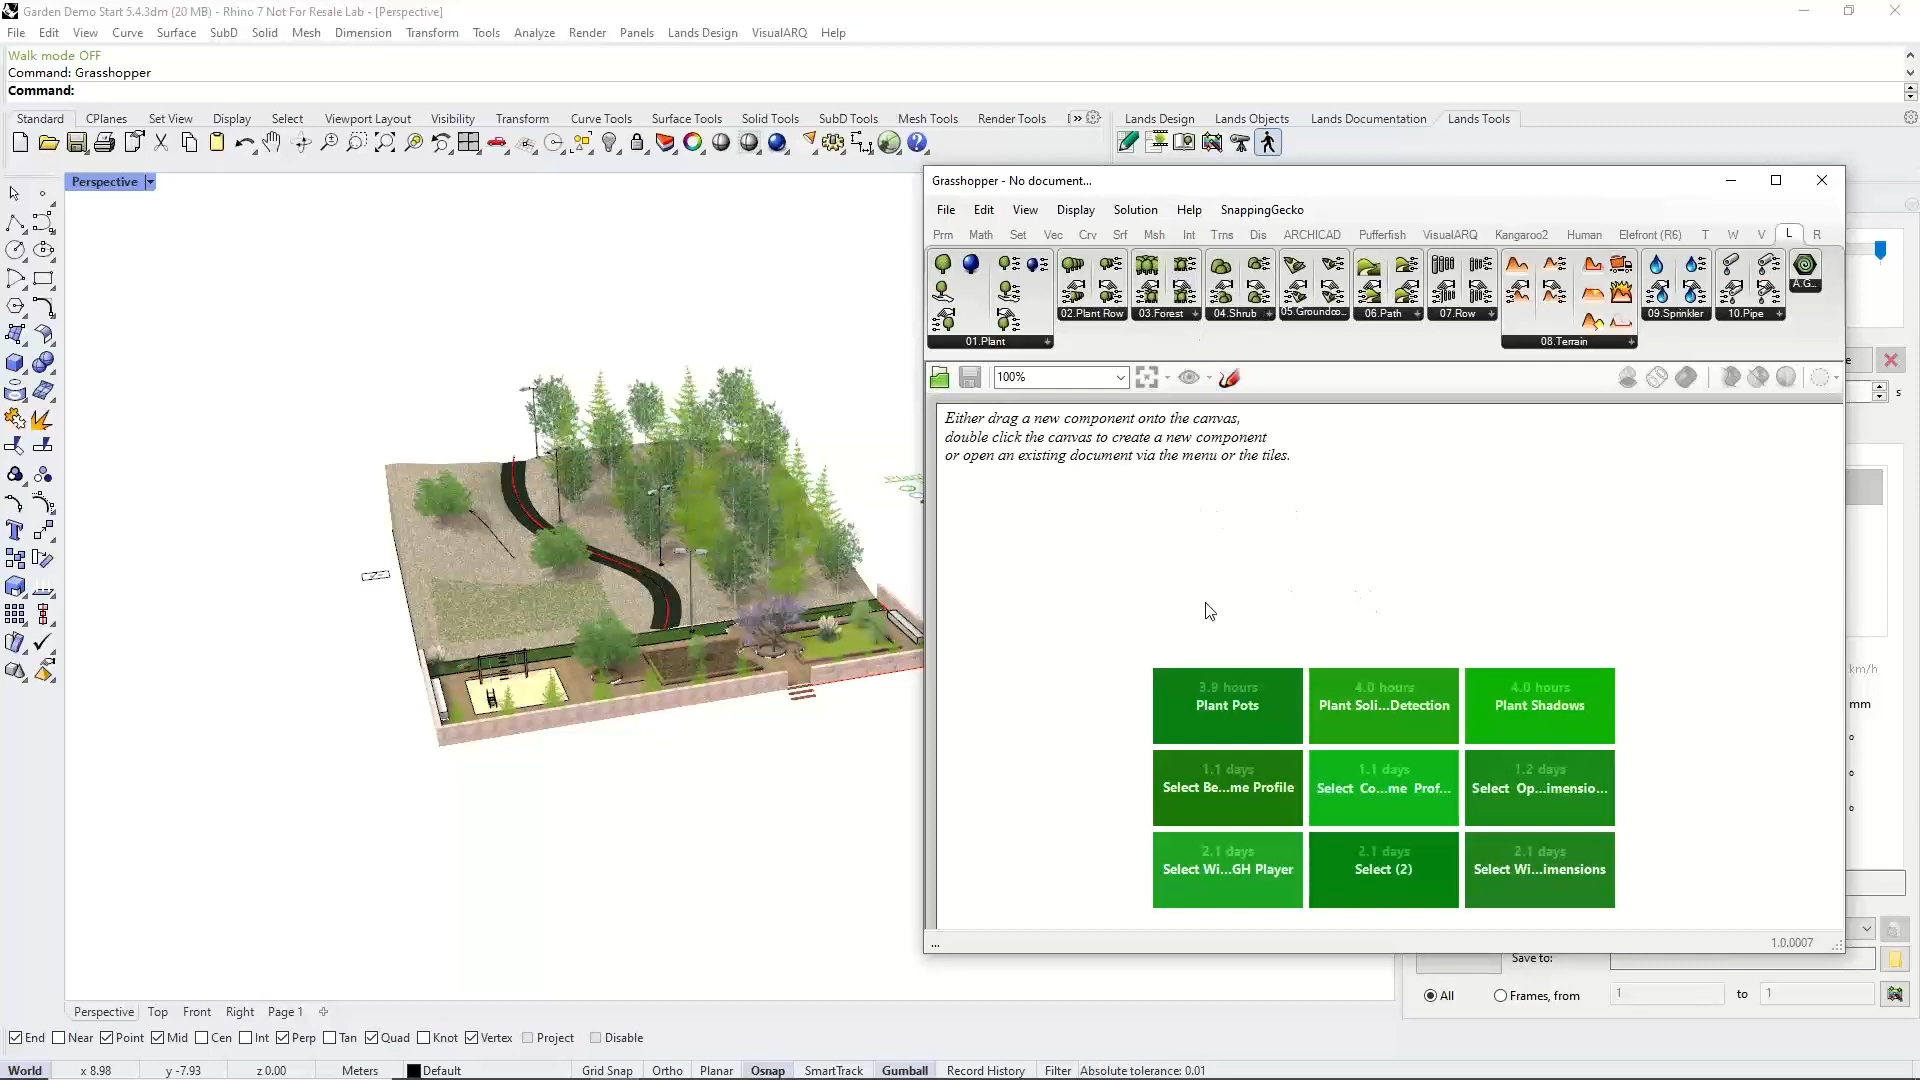 Garden Demo Start 5.4.3dm (20 MB) - Rhino 7 Not For Resale Lab - [Perspective]
File Edit View Curve Surface SubD Solid Mesh Dimension Transform Tools Analyze Render Panels Lands Design VisualARQ Help
Walk mode OFF
Command: Grasshopper
Command:
Standard CPlanes Set View Display Select Viewport Layout Visibility Transform Curve Tools Surface Tools Solid Tools SubD Tools Mesh Tools Render Tools
Lands Design Lands Objects Lands Documentation Lands Tools
Perspective
Grasshopper - No document...
File Edit View Display Solution Help SnappingGecko
Prm Math Set Vec Crv Srf Msh Int Trns Dis ARCHICAD Pufferfish VisualARQ Kangaroo2 Human Elefront (R6) T W V L R
01.Plant 02.Plant Row 03.Forest 04.Shrub 05.Groundco... 06.Path 07.Row 08.Terrain 09.Sprinkler 10.Pipe A.G...
100%
s
Either drag a new component onto the canvas,
double click the canvas to create a new component
or open an existing document via the menu or the tiles.
3.9 hours
Plant Pots
4.0 hours
Plant Soli...Detection
4.0 hours
Plant Shadows
1.1 days
Select Be...me Profile
1.1 days
Select Co...me Prof...
1.2 days
Select Op...imensio...
2.1 days
Select Wi...GH Player
2.1 days
Select (2)
2.1 days
Select Wi...imensions
km/h
mm
...
1.0.0007
Save to:
All
Frames, from
1
to
1
Perspective Top Front Right Page 1
End Near Point Mid Cen Int Perp Tan Quad Knot Vertex Project Disable
World x 8.98 y -7.93 z 0.00 Meters Default Grid Snap Ortho Planar Osnap SmartTrack Gumball Record History Filter Absolute tolerance: 0.01